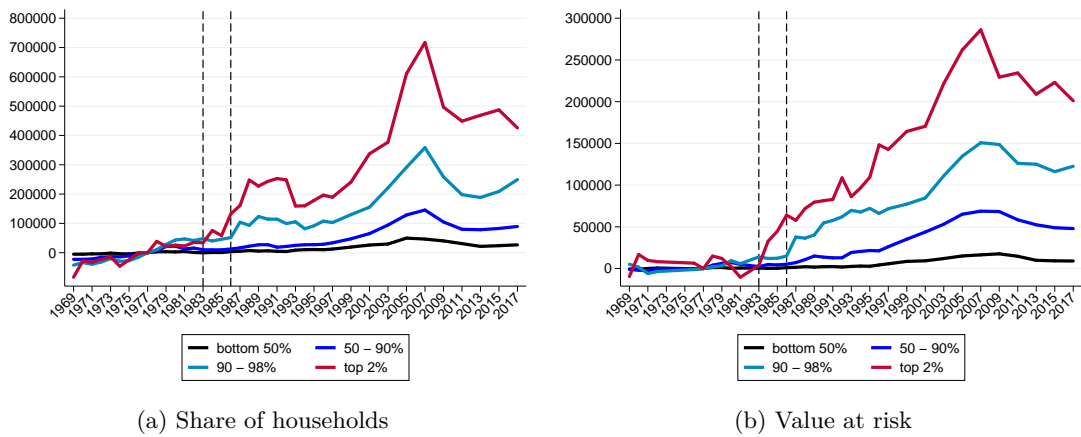 800000
700000
600000
500000
400000
300000
200000
100000
0
1969 1971 1973 1975 1977 1979 1981 1983 1985 1987 1989 1991 1993 1995 1997 1999 2001 2003 2005 2007 2009 2011 2013 2015 2017
bottom 50% 50 – 90%
90 – 98% top 2%
(a) Share of households
300000
250000
200000
150000
100000
50000
0
1969 1971 1973 1975 1977 1979 1981 1983 1985 1987 1989 1991 1993 1995 1997 1999 2001 2003 2005 2007 2009 2011 2013 2015 2017
bottom 50% 50 – 90%
90 – 98% top 2%
(b) Value at risk